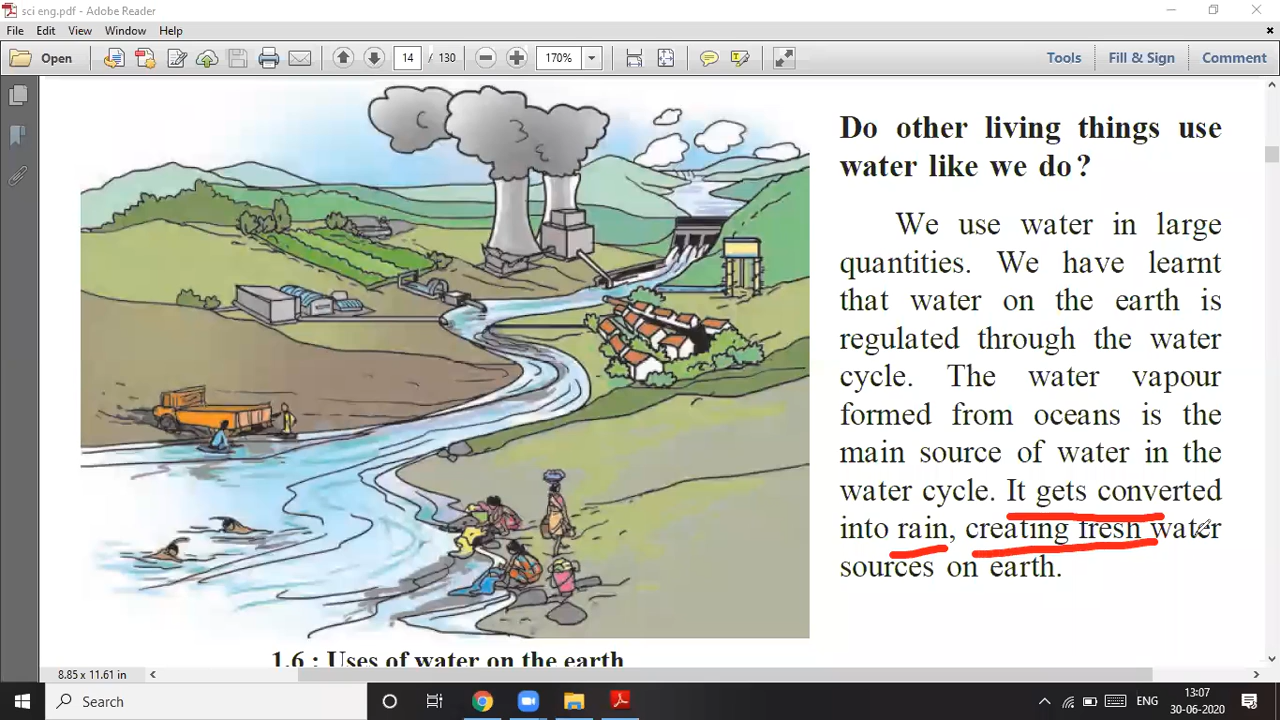 sci eng.pdf - Adobe Reader
File Edit View Window Help
Open 14 / 130 170% Tools Fill & Sign Comment
Do other living things use
water like we do ?
We use water in large
quantities. We have learnt
that water on the earth is
regulated through the water
cycle. The water vapour
formed from oceans is the
main source of water in the
water cycle. It gets converted
into rain, creating fresh water
sources on earth.
1.6 : Uses of water on the earth
8.85 x 11.61 in
Search ENG 13:07
30-06-2020